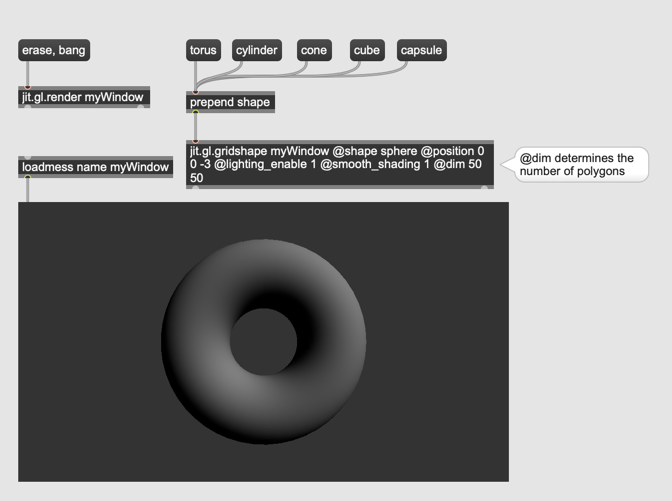 erase, bang
torus
cylinder
cone
cube
capsule
jit.gl.render myWindow
prepend shape
loadmess name myWindow
jit.gl.gridshape myWindow @shape sphere @position 0
0 -3 @lighting_enable 1 @smooth_shading 1 @dim 50
50
@dim determines the
number of polygons